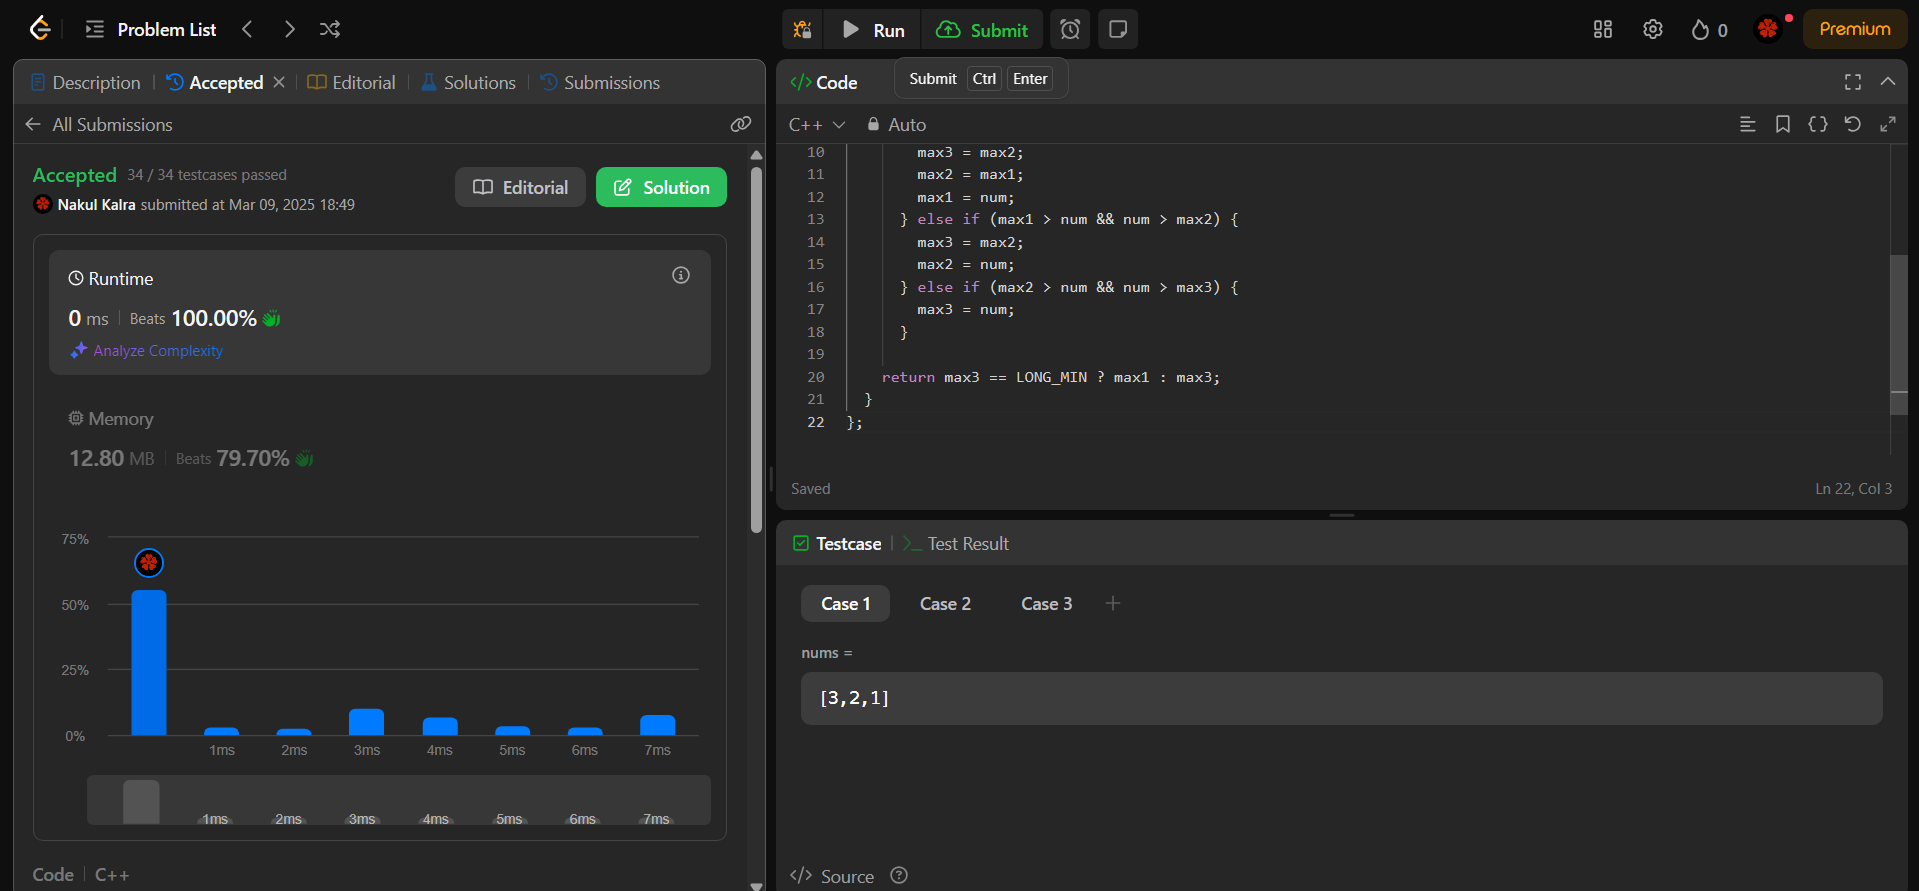 Problem List
Run
Submit
0
Premium
Description
Accepted
Editorial
Solutions
Submissions
All Submissions
Accepted 34 / 34 testcases passed
Nakul Kalra submitted at Mar 09, 2025 18:49
Editorial
Solution
Runtime
0 ms Beats 100.00%
Analyze Complexity
Memory
12.80 MB Beats 79.70%
75%
50%
25%
0%
1ms 2ms 3ms 4ms 5ms 6ms 7ms
1ms 2ms 3ms 4ms 5ms 6ms 7ms
Code C++
</> Code
Submit Ctrl Enter
C++ Auto
10 max3 = max2;
11 max2 = max1;
12 max1 = num;
13 } else if (max1 > num && num > max2) {
14 max3 = max2;
15 max2 = num;
16 } else if (max2 > num && num > max3) {
17 max3 = num;
18 }
19
20 return max3 == LONG_MIN ? max1 : max3;
21 }
22 };
Saved
Ln 22, Col 3
Testcase
Test Result
Case 1 Case 2 Case 3 +
nums =
[3,2,1]
</> Source